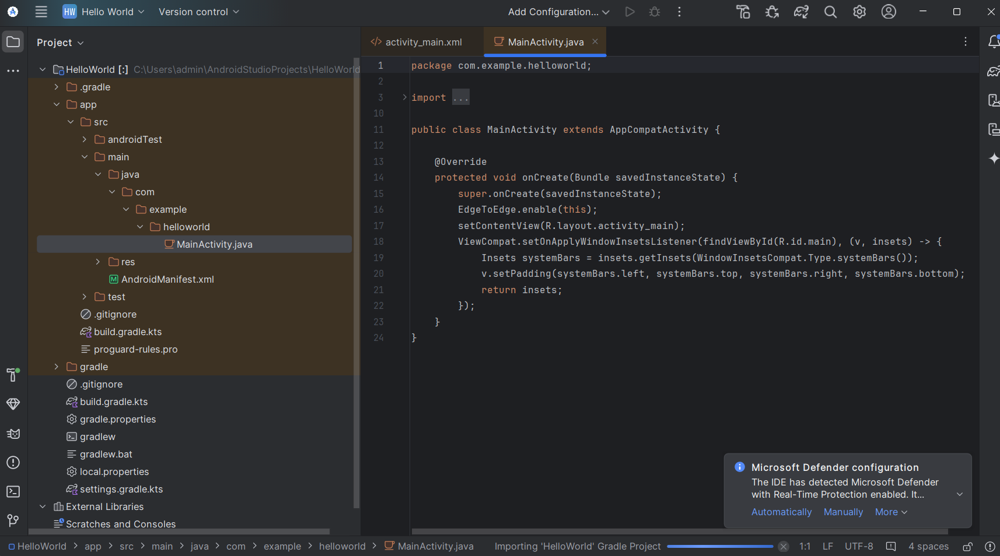 HW Hello World Version control Add Configuration...
Project
HelloWorld [:] C:\Users\admin\AndroidStudioProjects\HelloWorld
.gradle
app
src
androidTest
main
java
com
example
helloworld
MainActivity.java
res
AndroidManifest.xml
test
.gitignore
build.gradle.kts
proguard-rules.pro
gradle
.gitignore
build.gradle.kts
gradle.properties
gradlew
gradlew.bat
local.properties
settings.gradle.kts
External Libraries
Scratches and Consoles
activity_main.xml MainActivity.java
1 package com.example.helloworld;
2
3 import ...
10
11 public class MainActivity extends AppCompatActivity {
12
13 @Override
14 protected void onCreate(Bundle savedInstanceState) {
15 super.onCreate(savedInstanceState);
16 EdgeToEdge.enable(this);
17 setContentView(R.layout.activity_main);
18 ViewCompat.setOnApplyWindowInsetsListener(findViewById(R.id.main), (v, insets) -> {
19 Insets systemBars = insets.getInsets(WindowInsetsCompat.Type.systemBars());
20 v.setPadding(systemBars.left, systemBars.top, systemBars.right, systemBars.bottom);
21 return insets;
22 });
23 }
24 }
Microsoft Defender configuration
The IDE has detected Microsoft Defender
with Real-Time Protection enabled. It...
Automatically Manually More
HelloWorld > app > src > main > java > com > example > helloworld > MainActivity.java Importing 'HelloWorld' Gradle Project 1:1 LF UTF-8 4 spaces